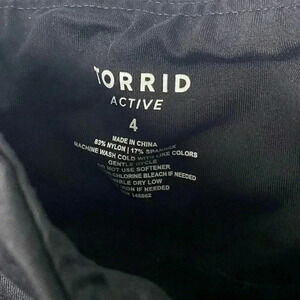 TORRID
ACTIVE
4
MADE IN CHINA
83% NYLON | 17% SPANDEX
MACHINE WASH COLD WITH LIKE COLORS
GENTLE CYCLE
DO NOT USE SOFTENER
CHLORINE BLEACH IF NEEDED
DRY LOW
IF NEEDED